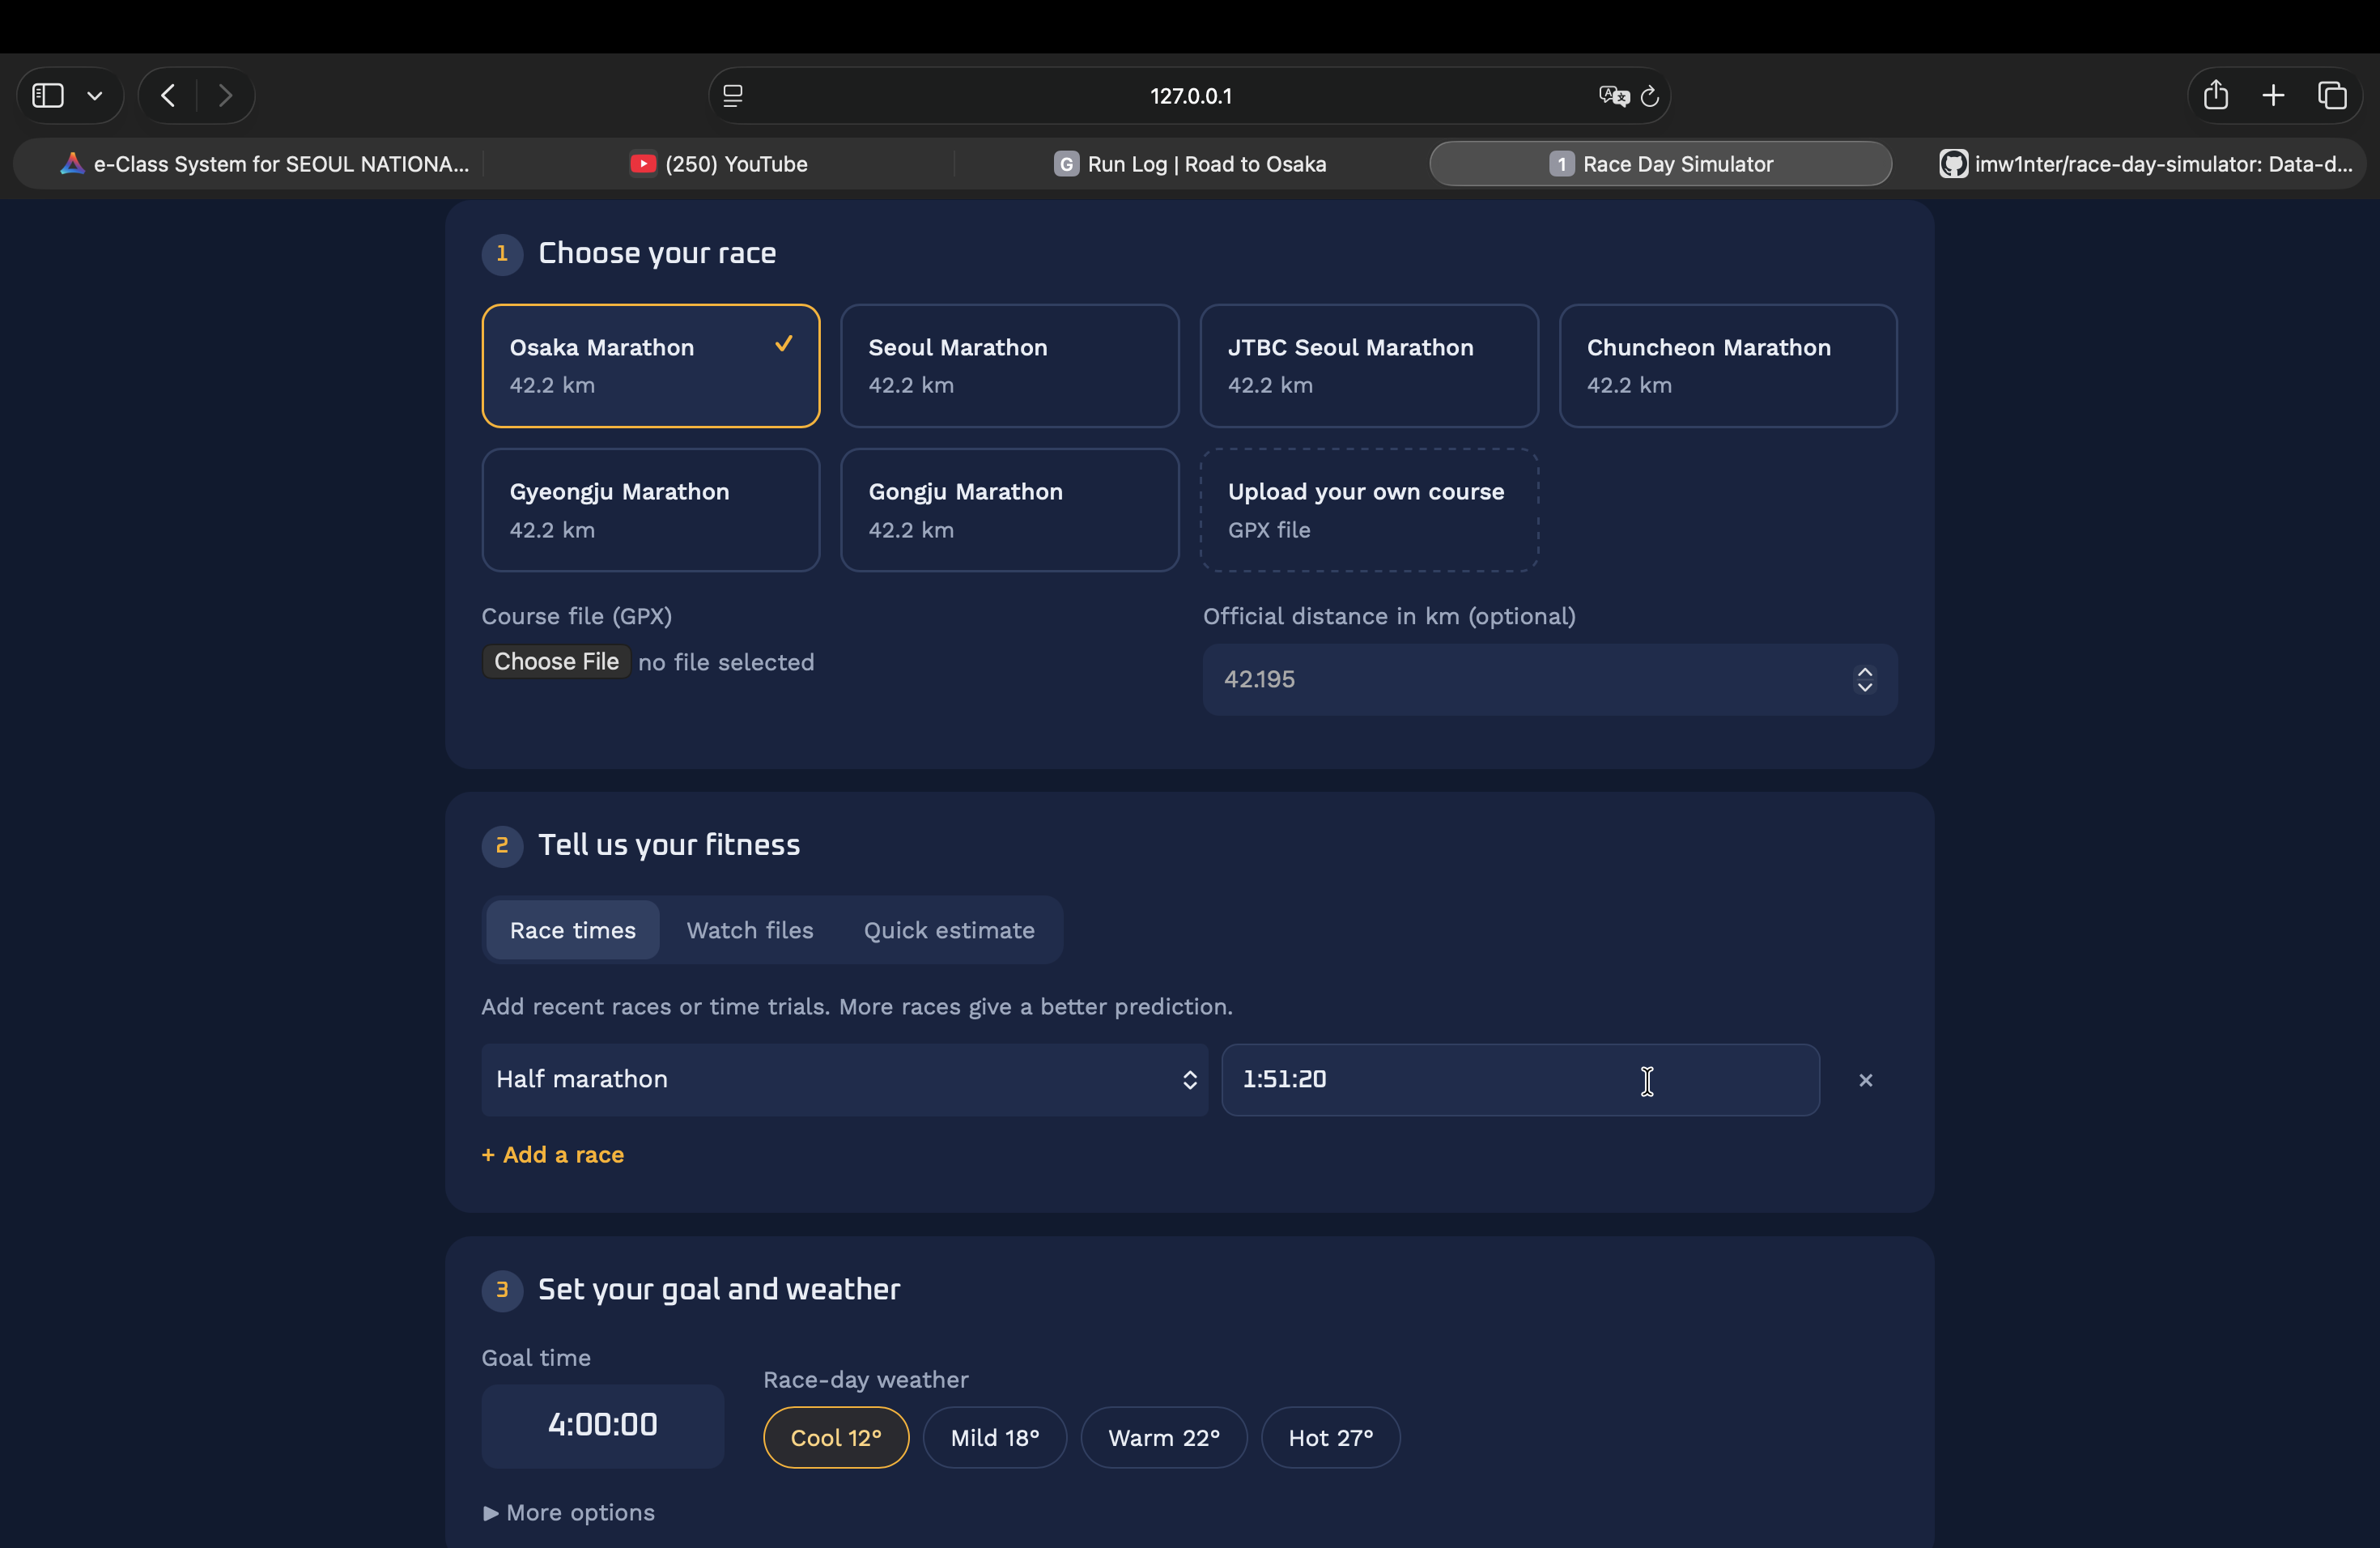 127.0.0.1
e-Class System for SEOUL NATIONA...
(250) YouTube
G Run Log | Road to Osaka
1 Race Day Simulator
imw1nter/race-day-simulator: Data-d...
1 Choose your race
Osaka Marathon
42.2 km
Seoul Marathon
42.2 km
JTBC Seoul Marathon
42.2 km
Chuncheon Marathon
42.2 km
Gyeongju Marathon
42.2 km
Gongju Marathon
42.2 km
Upload your own course
GPX file
Course file (GPX)
Choose File no file selected
Official distance in km (optional)
42.195
2 Tell us your fitness
Race times Watch files Quick estimate
Add recent races or time trials. More races give a better prediction.
Half marathon 1:51:20 ×
+ Add a race
3 Set your goal and weather
Goal time
4:00:00
Race-day weather
Cool 12° Mild 18° Warm 22° Hot 27°
▶ More options